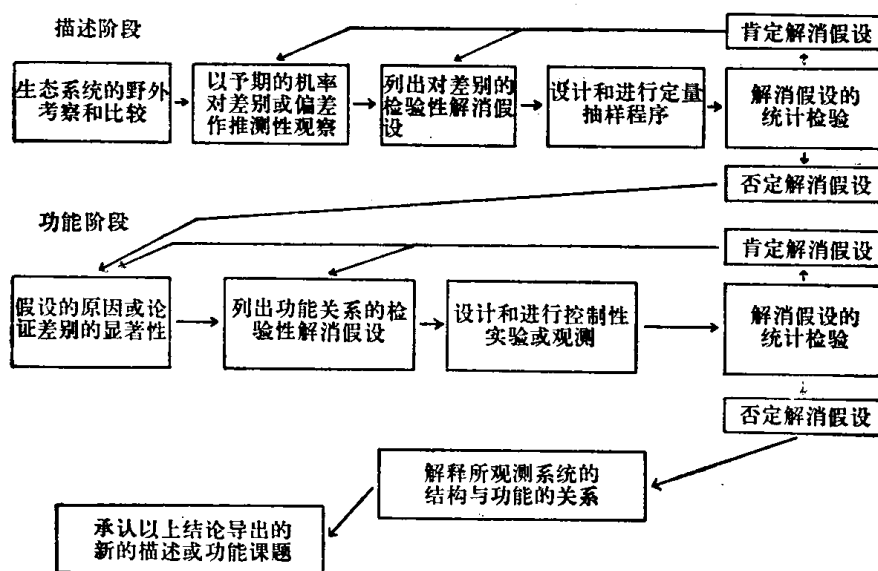 描述阶段
肯定解消假设
生态系统的野外
考察和比较
以予期的机率
对差别或偏差
作推测性观察
列出对差别的
检验性解消假
设
设计和进行定量
抽样程序
解消假设的
统计检验
否定解消假设
功能阶段
肯定解消假设
假设的原因或论
证差别的显著性
列出功能关系的检
验性解消假设
设计和进行控制性
实验或观测
解消假设的
统计检验
否定解消假设
解释所观测系统的
结构与功能的关系
承认以上结论导出的
新的描述或功能课题